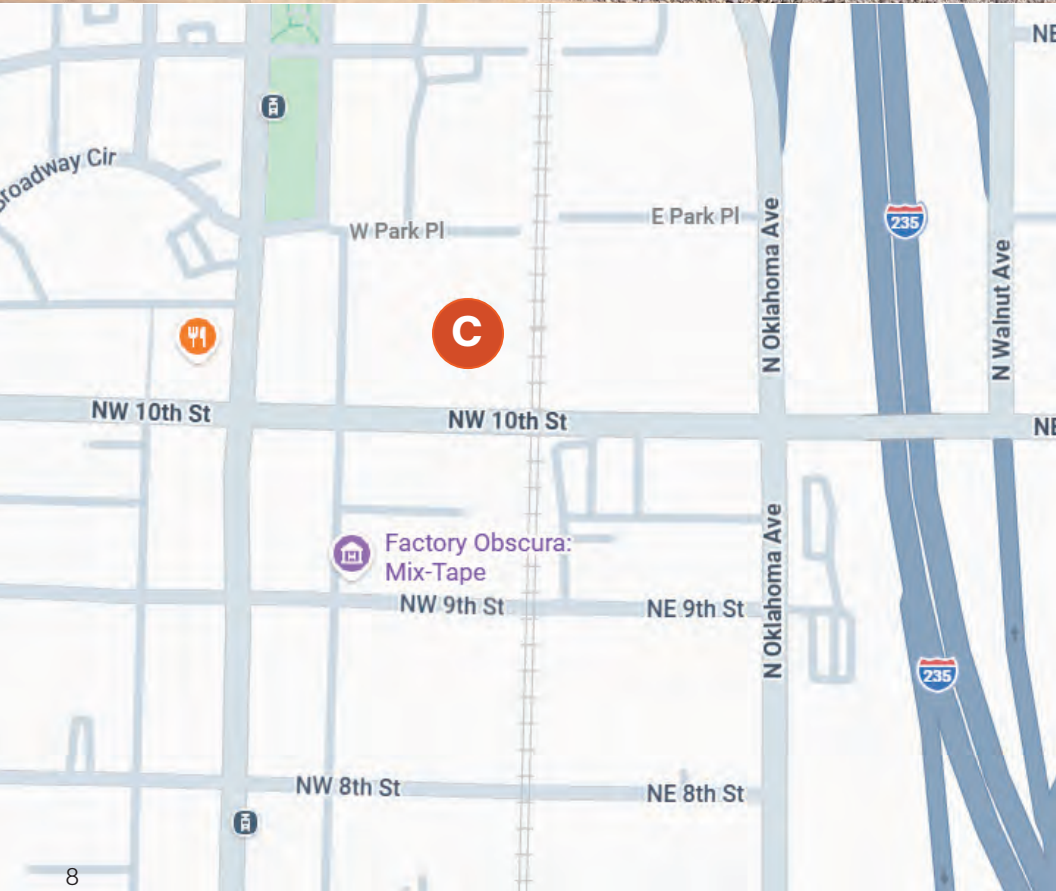 NE
Broadway Cir
W Park Pl
E Park Pl
235
N Oklahoma Ave
N Walnut Ave
C
NW 10th St
NW 10th St
NE
Factory Obscura:
Mix-Tape
NW 9th St
NE 9th St
N Oklahoma Ave
235
NW 8th St
NE 8th St
8